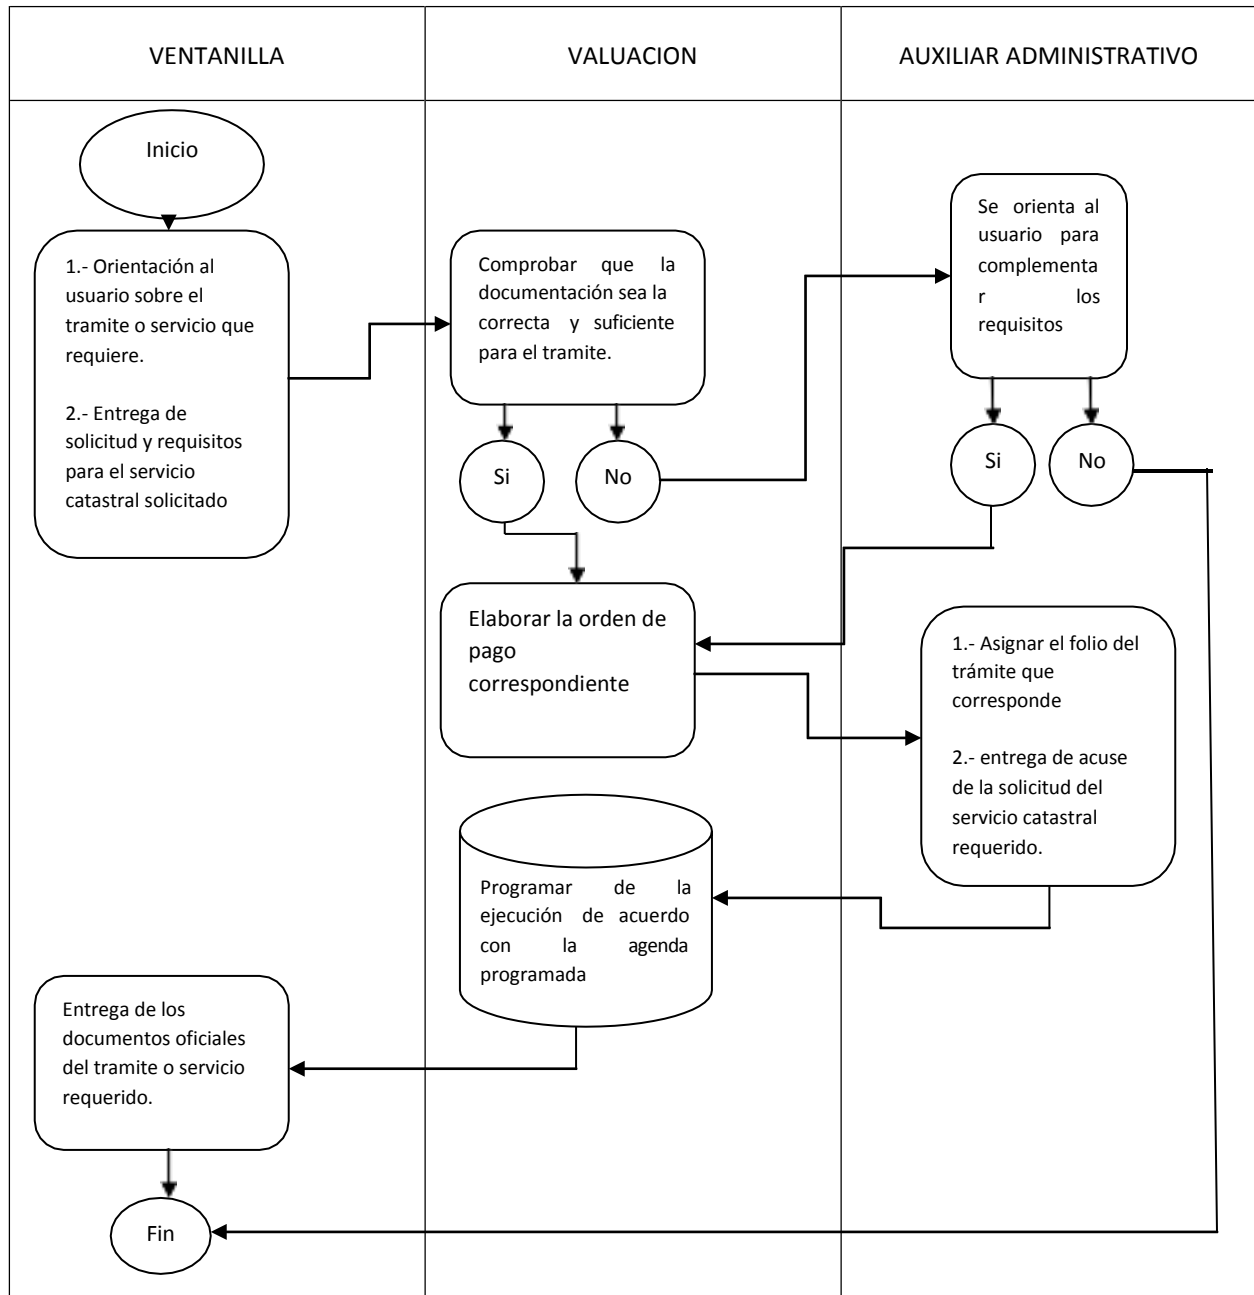 VENTANILLA
VALUACION
AUXILIAR ADMINISTRATIVO
Inicio
1.- Orientación al
usuario sobre el
tramite o servicio que
requiere.
2.- Entrega de
solicitud y requisitos
para el servicio
catastral solicitado
Comprobar que la
documentación sea la
correcta y suficiente
para el tramite.
Si
No
Se orienta al
usuario para
complementa
r los
requisitos
Si
No
Elaborar la orden de
pago
correspondiente
1.- Asignar el folio del
trámite que
corresponde
2.- entrega de acuse
de la solicitud del
servicio catastral
requerido.
Programar de la
ejecución de acuerdo
con la agenda
programada
Entrega de los
documentos oficiales
del tramite o servicio
requerido.
Fin